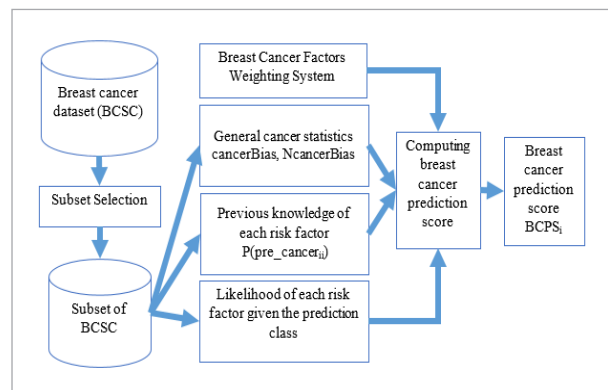 Breast cancer
dataset (BCSC)
Subset Selection
Subset of
BCSC
Breast Cancer Factors
Weighting System
General cancer statistics
cancerBias, NcancerBias
Previous knowledge of
each risk factor
P(pre_cancerᵢᵢ)
Likelihood of each risk
factor given the prediction
class
Computing
breast
cancer
prediction
score
Breast
cancer
prediction
score
BCPSᵢ